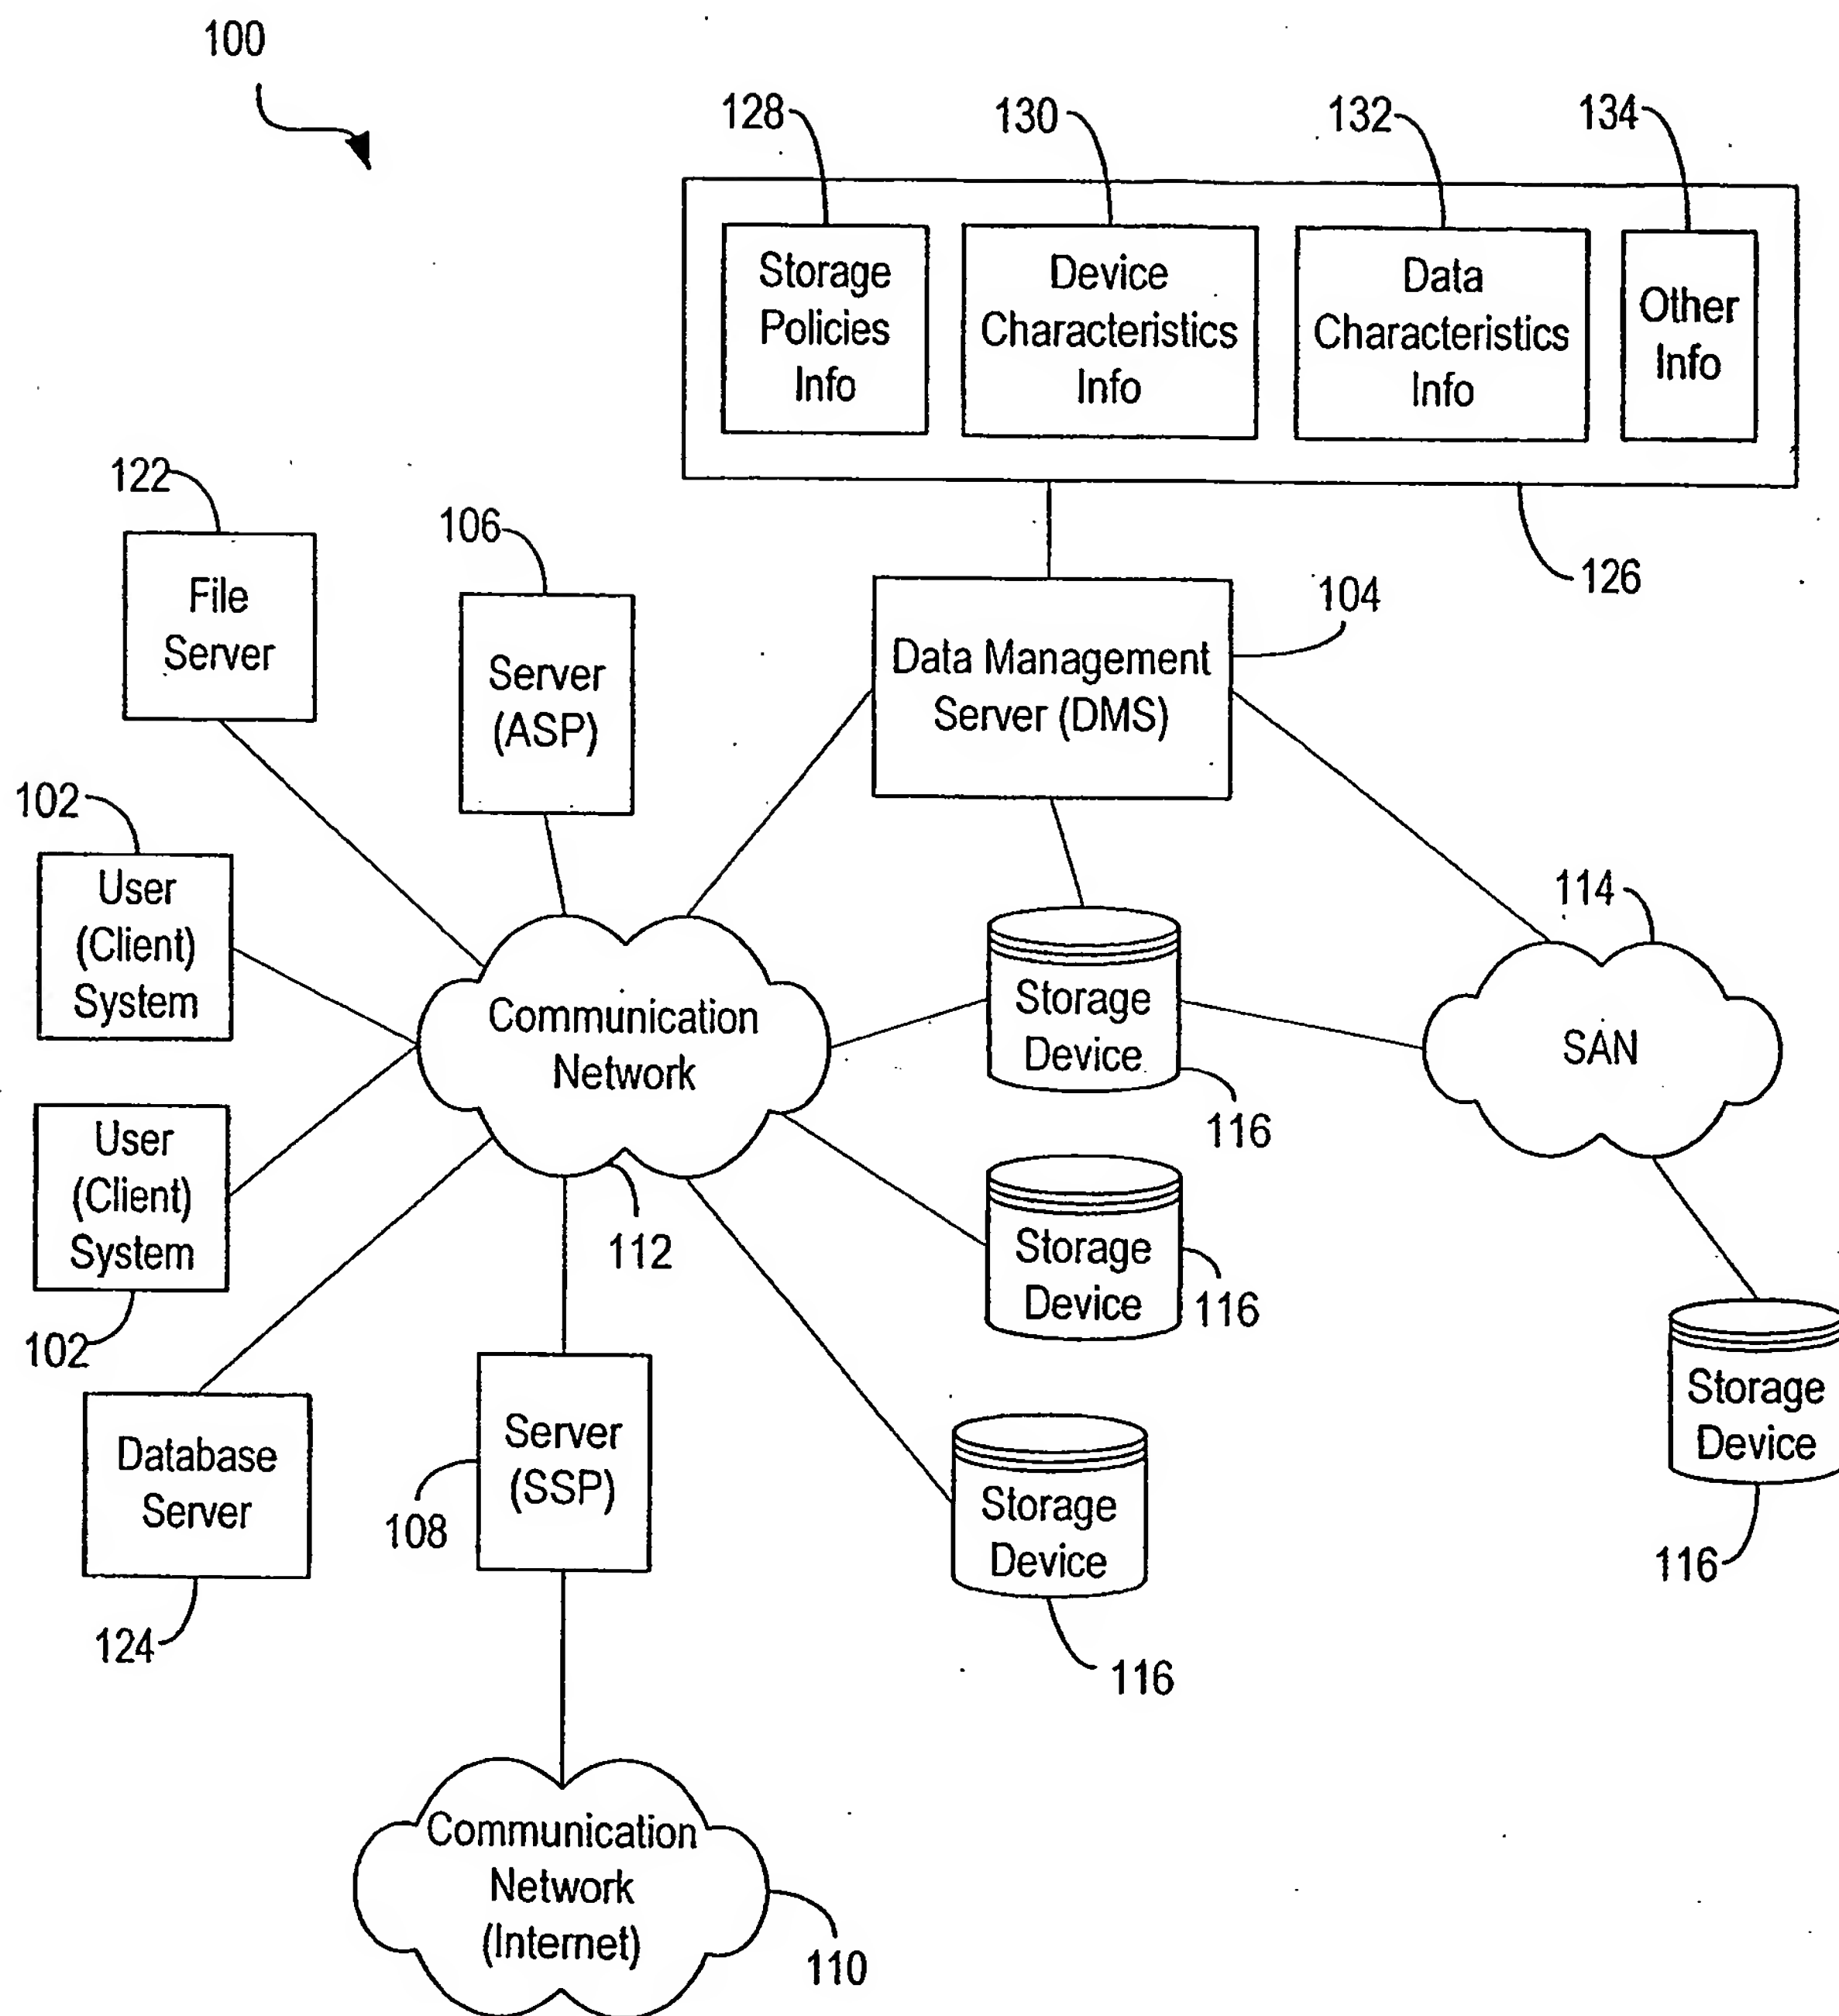 100
128
130
132
134
Storage
Policies
Info
Device
Characteristics
Info
Data
Characteristics
Info
Other
Info
126
122
File
Server
106
Server
(ASP)
104
Data Management
Server (DMS)
102
User
(Client)
System
114
Communication
Network
112
Storage
Device
116
SAN
User
(Client)
System
102
Storage
Device
116
Database
Server
124
Server
(SSP)
108
Storage
Device
116
Storage
Device
116
Communication
Network
(Internet)
110